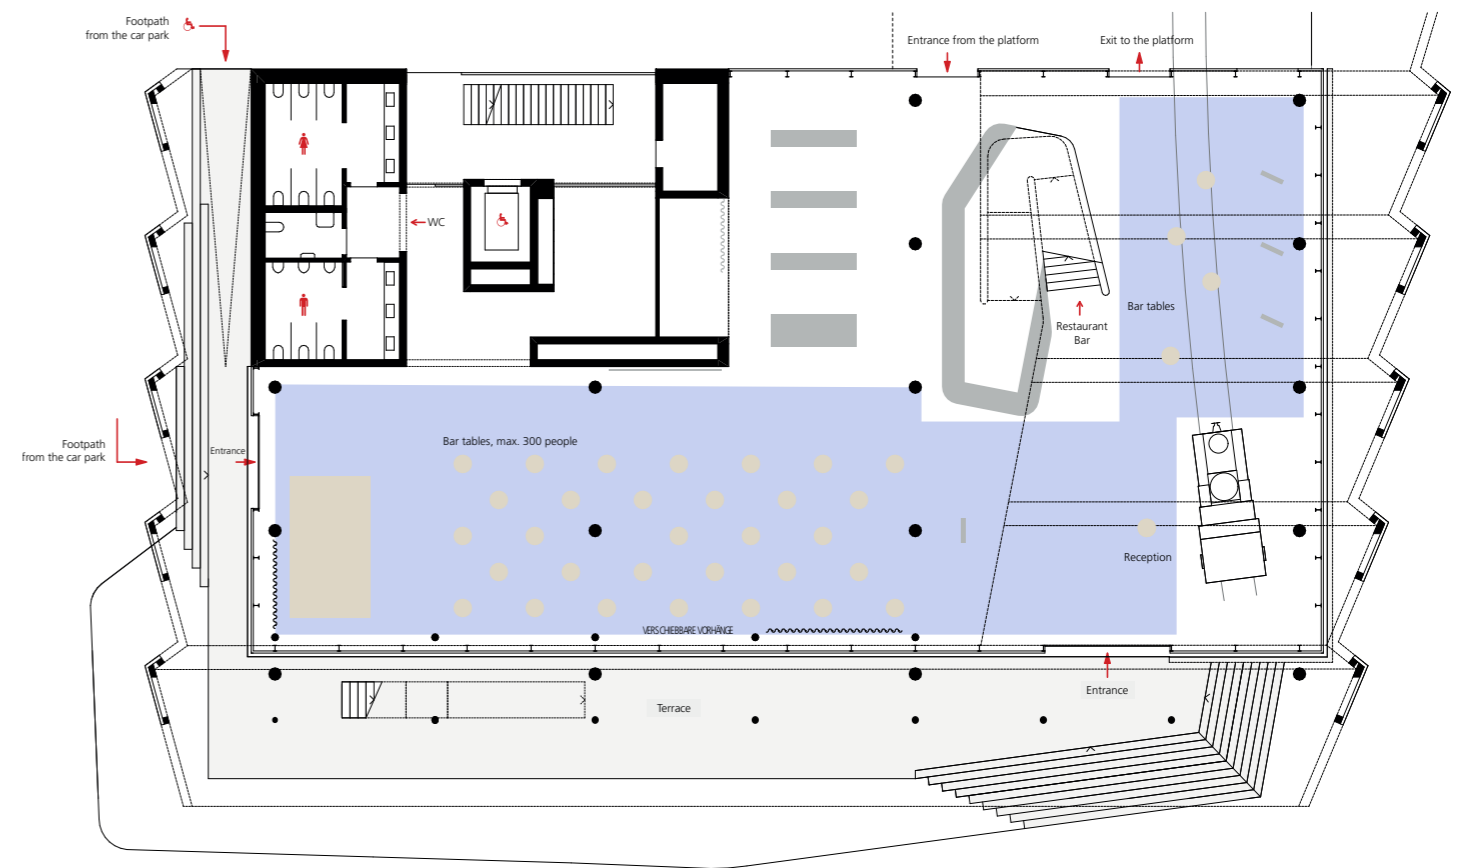 Footpath
from the car park
Entrance from the platform
Exit to the platform
WC
Bar tables
Restaurant
Bar
Footpath
from the car park
Entrance
Bar tables, max. 300 people
Reception
VERSCHIEBBARE VORHÄNGE
Entrance
Terrace